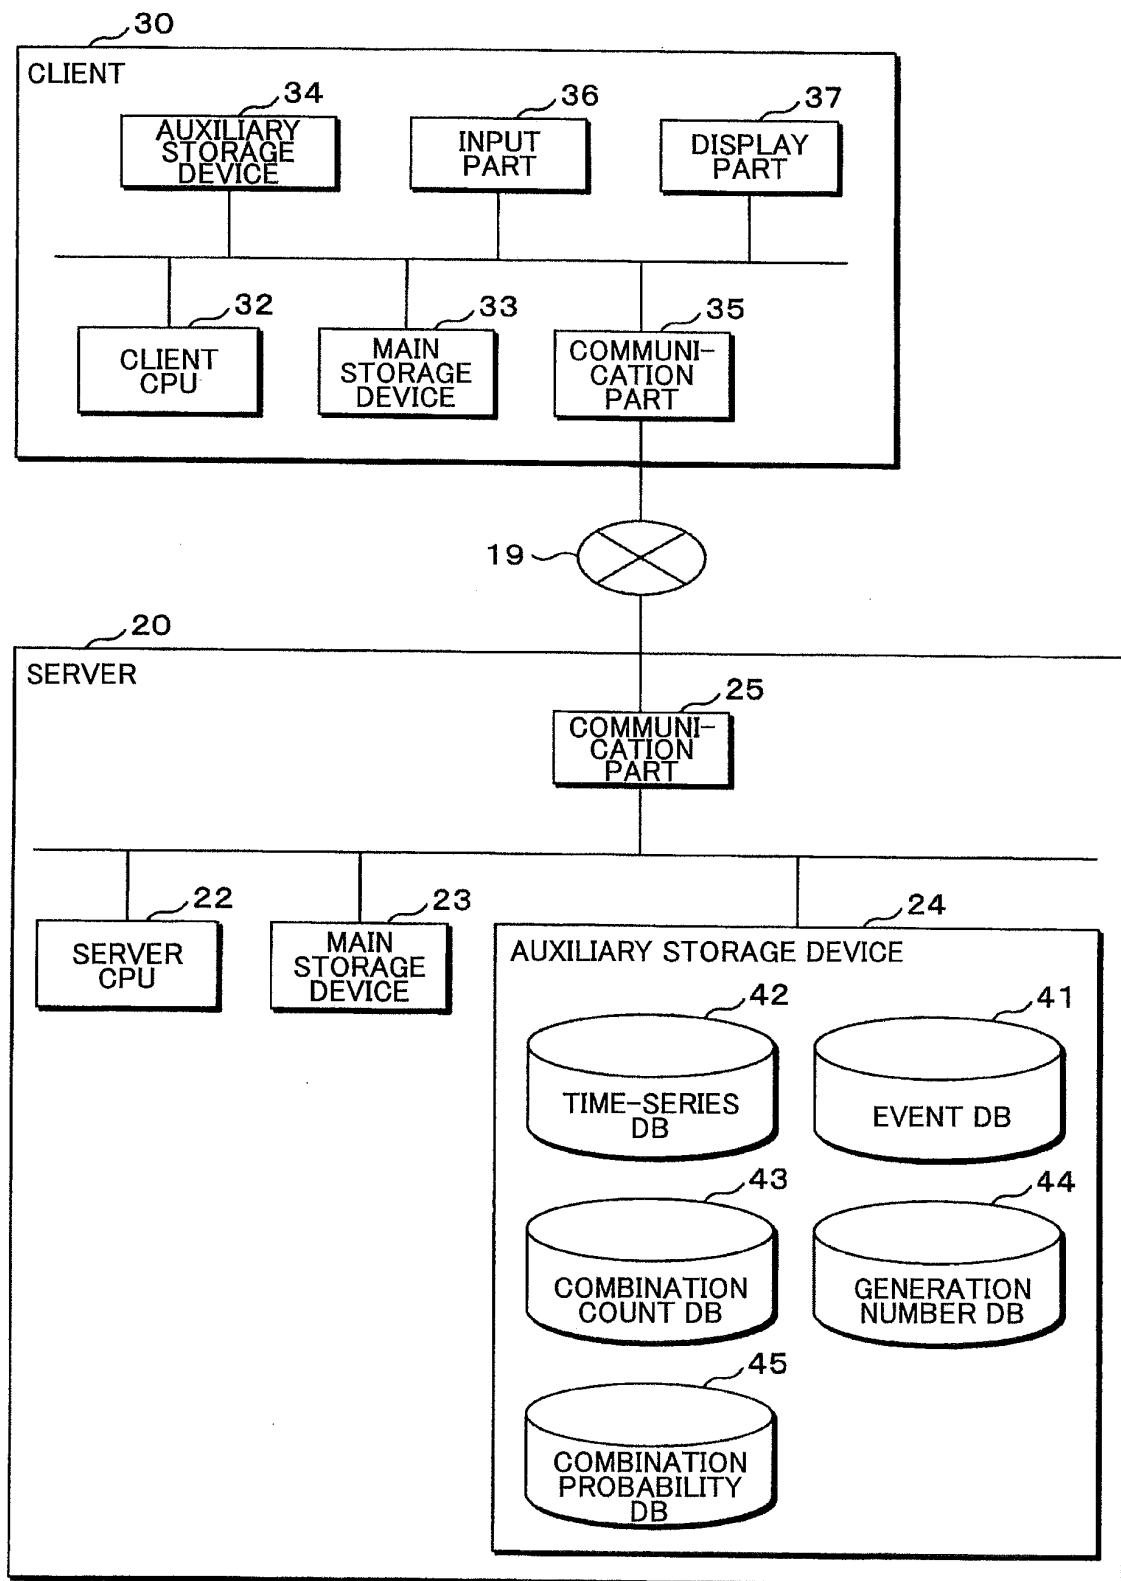 30
CLIENT
34
AUXILIARY
STORAGE
DEVICE
36
INPUT
PART
37
DISPLAY
PART
32
CLIENT
CPU
33
MAIN
STORAGE
DEVICE
35
COMMUNI-
CATION
PART
19
20
SERVER
25
COMMUNI-
CATION
PART
22
SERVER
CPU
23
MAIN
STORAGE
DEVICE
24
AUXILIARY STORAGE DEVICE
42
TIME-SERIES
DB
41
EVENT DB
43
COMBINATION
COUNT DB
44
GENERATION
NUMBER DB
45
COMBINATION
PROBABILITY
DB